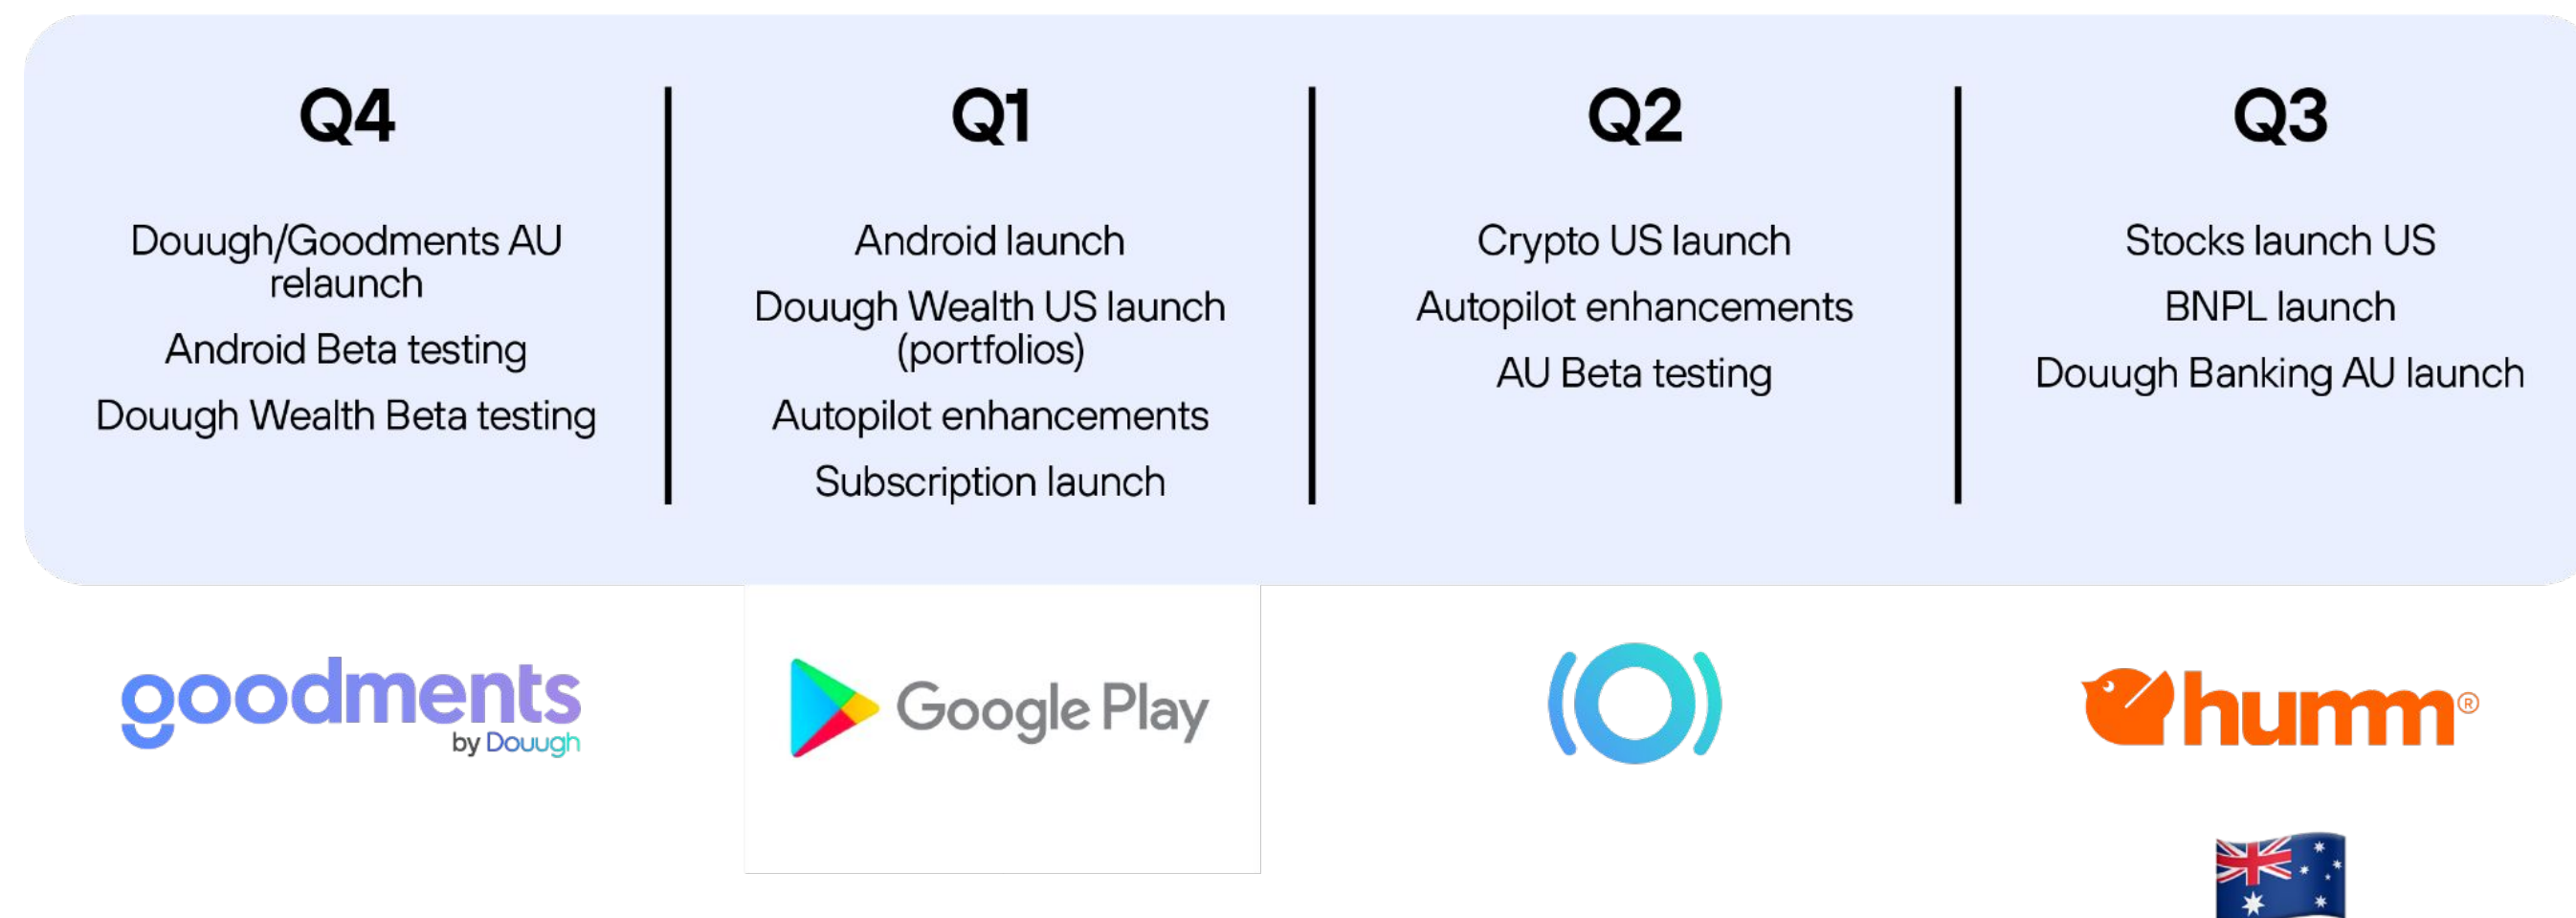 Q4
Douugh/Goodments AU
relaunch
Android Beta testing
Douugh Wealth Beta testing
Q1
Android launch
Douugh Wealth US launch
(portfolios)
Autopilot enhancements
Subscription launch
Q2
Crypto US launch
Autopilot enhancements
AU Beta testing
Q3
Stocks launch US
BNPL launch
Douugh Banking AU launch
goodments
by Douugh
Google Play
humm®